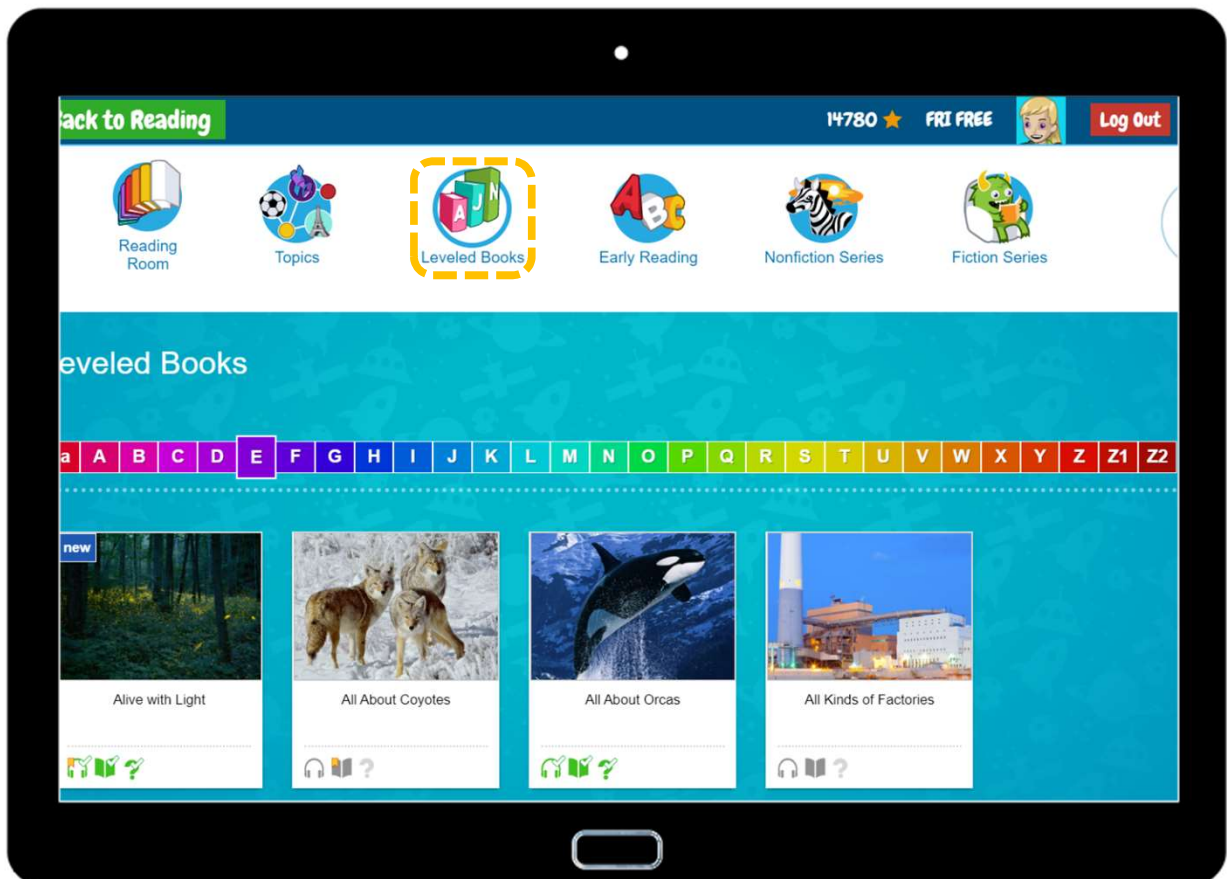 ack to Reading
14780
FRI FREE
Log Out
A J N
A B C
Reading
Room
Topics
Leveled Books
Early Reading
Nonfiction Series
Fiction Series
eveled Books
a A B C D E F G H I J K L M N O P Q R S T U V W X Y Z Z1 Z2
new
Alive with Light
All About Coyotes
All About Orcas
All Kinds of Factories
? ? ? ?